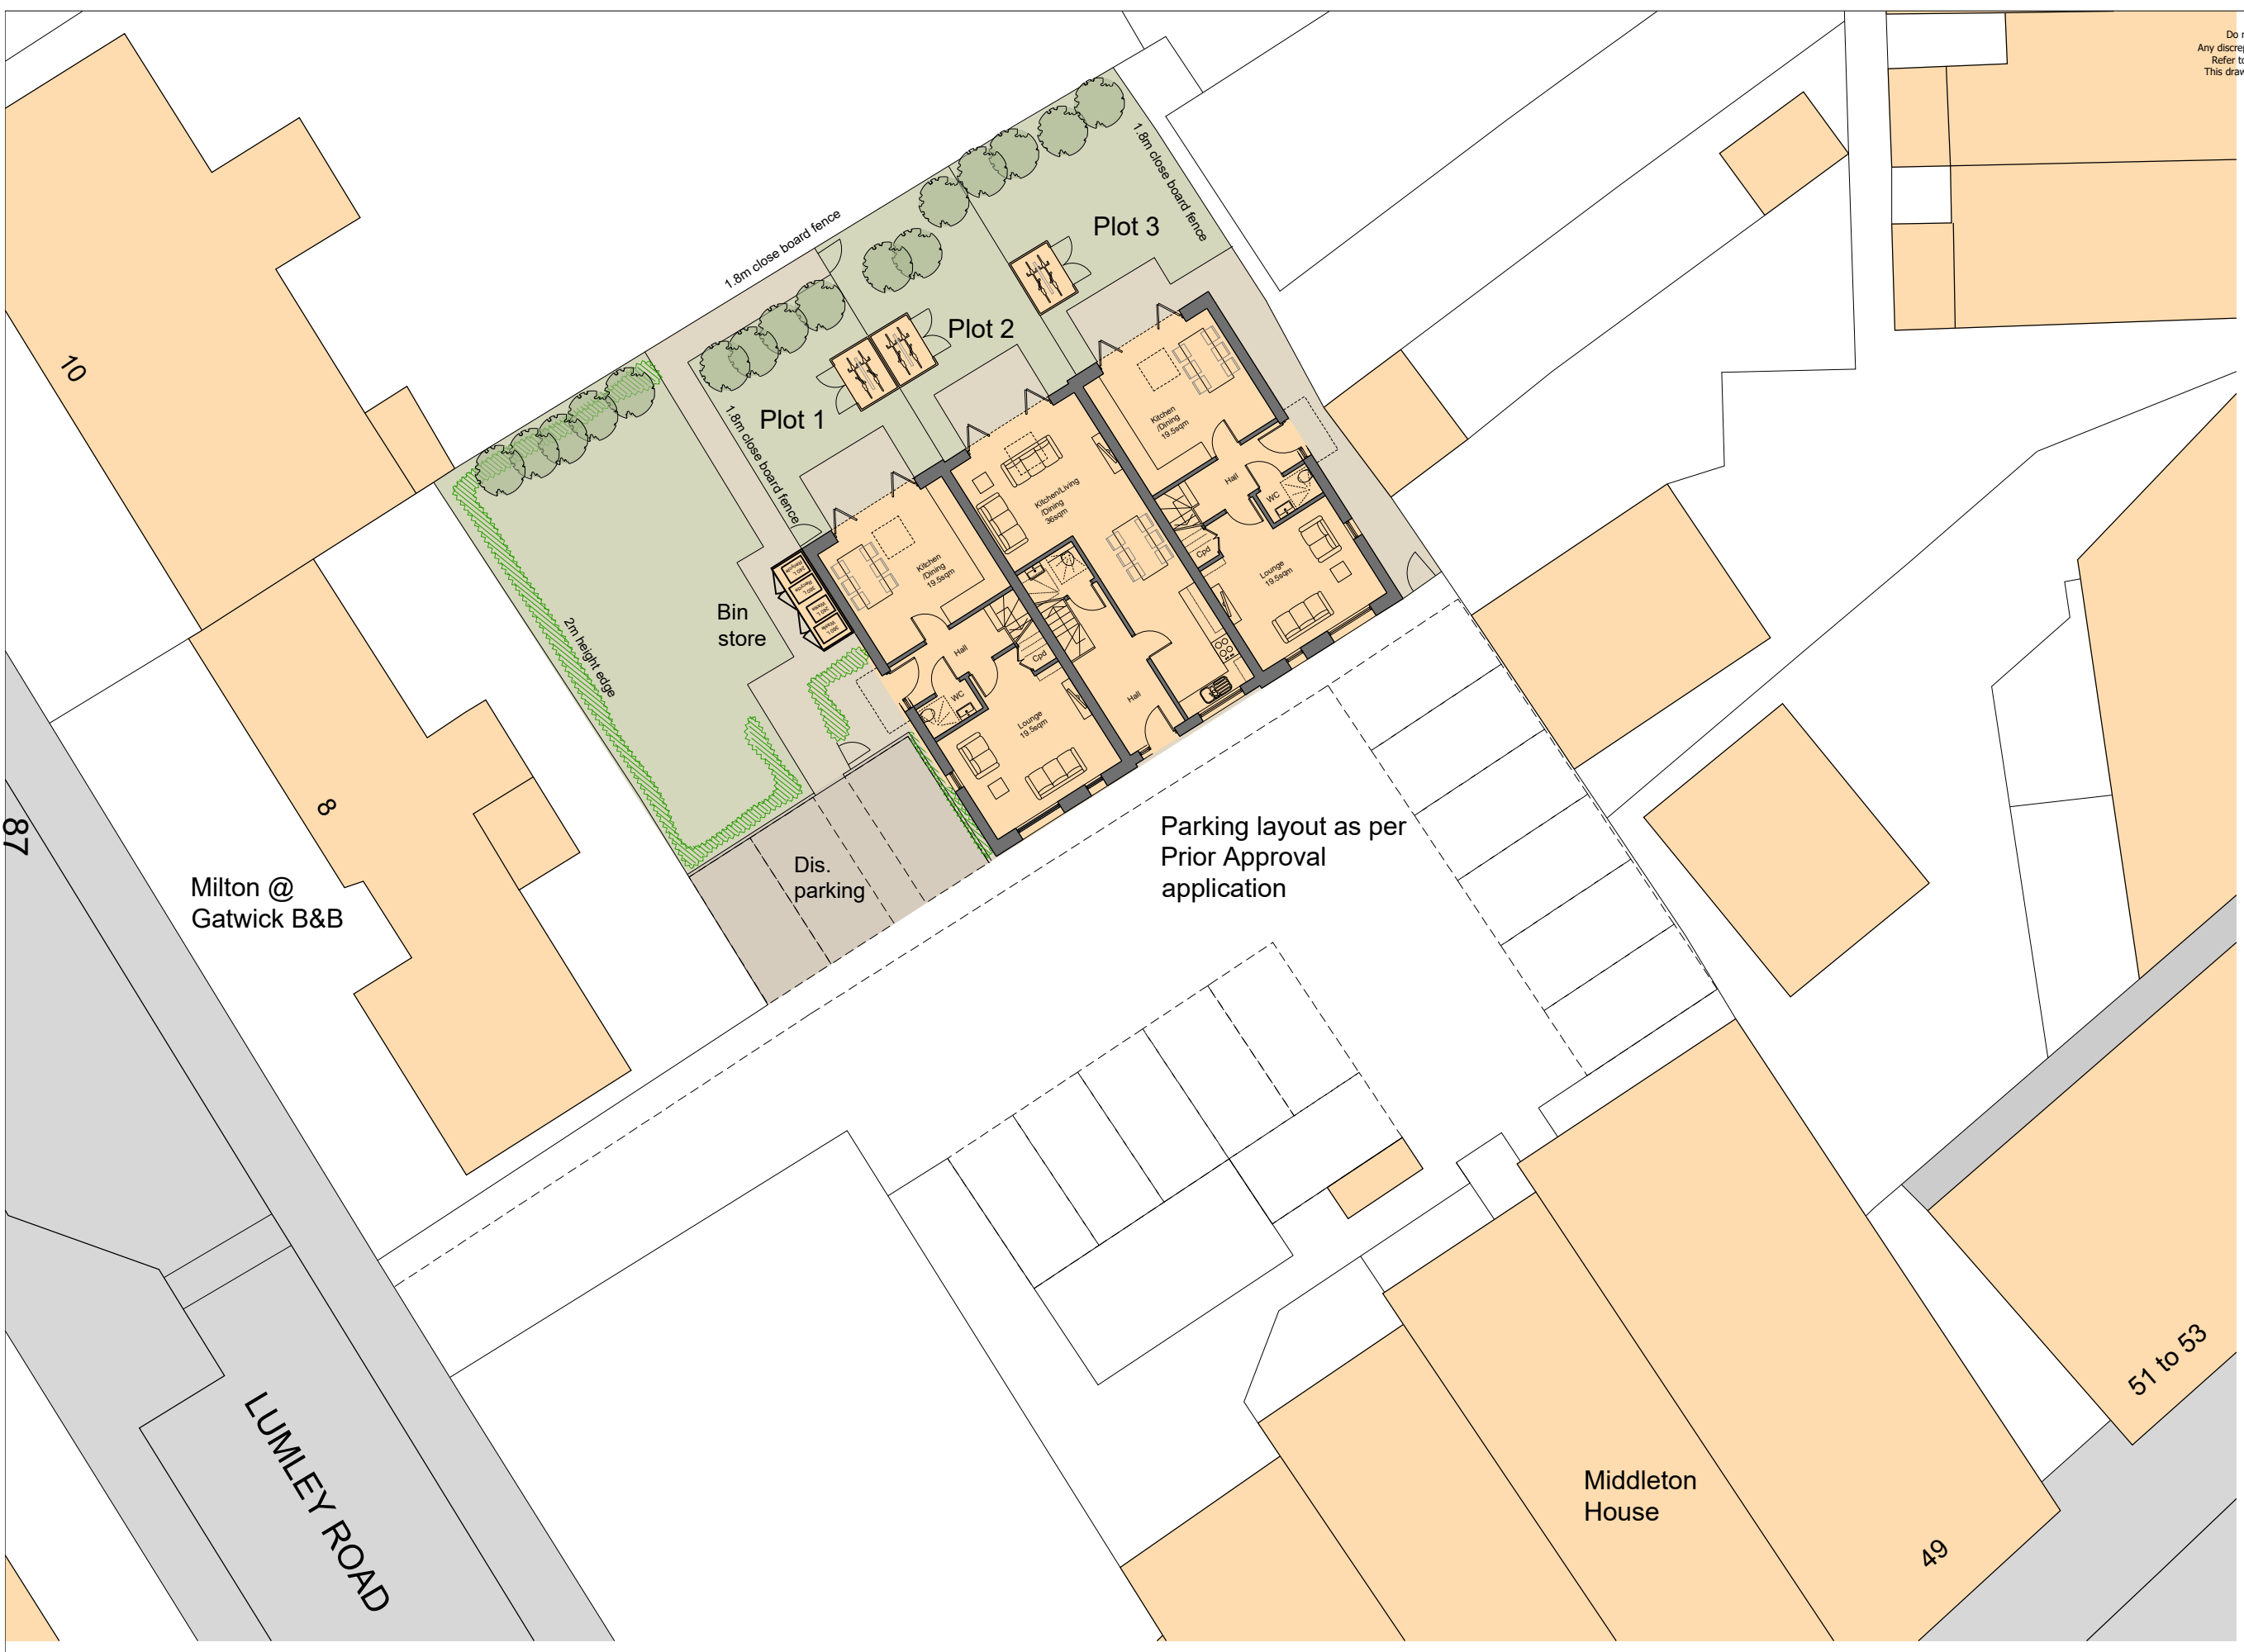 Do
Any discre
Refer to
This draw
1.8m close board fence
1.8m close board fence
Plot 3
10
Plot 2
Plot 1
1.8m close board fence
Kitchen
/Dining
19.5sqm
Hall
WC
Cpd
Lounge
19.5sqm
Kitchen/Living
/Dining
36sqm
Hall
Kitchen
/Dining
19.5sqm
Hall
WC
Cpd
Lounge
19.5sqm
Bin
store
2m height edge
8
87
Milton @
Gatwick B&B
Dis.
parking
Parking layout as per
Prior Approval
application
LUMLEY ROAD
Middleton
House
49
51 to 53